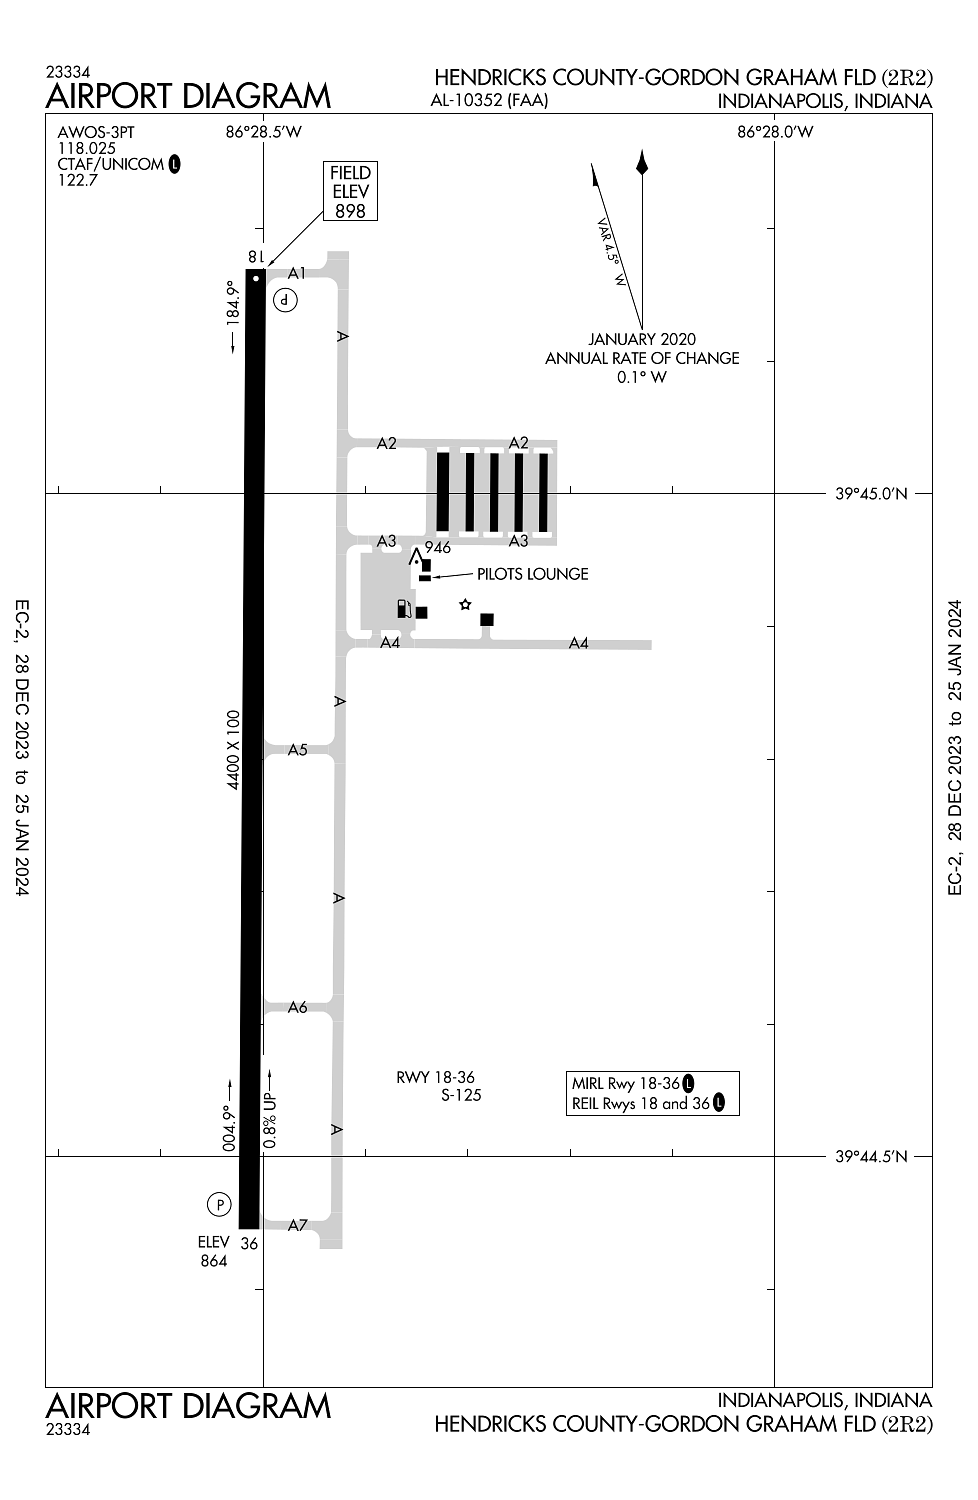 23334
AIRPORT DIAGRAM
HENDRICKS COUNTY-GORDON GRAHAM FLD (2R2)
AL-10352 (FAA)
INDIANAPOLIS, INDIANA
AWOS-3PT
118.025
CTAF/UNICOM L
122.7
86°28.5'W
86°28.0'W
FIELD
ELEV
898
18
A1
P
184.9°
A
VAR 4.5° W
JANUARY 2020
ANNUAL RATE OF CHANGE
0.1° W
A2
A2
39°45.0'N
A3
A3
946
PILOTS LOUNGE
A4
A4
A
4400 X 100
A5
EC-2, 28 DEC 2023 to 25 JAN 2024
EC-2, 28 DEC 2023 to 25 JAN 2024
A
A6
RWY 18-36
S-125
MIRL Rwy 18-36 L
REIL Rwys 18 and 36 L
004.9°
0.8% UP
A
39°44.5'N
P
A7
ELEV
864
36
AIRPORT DIAGRAM
23334
INDIANAPOLIS, INDIANA
HENDRICKS COUNTY-GORDON GRAHAM FLD (2R2)